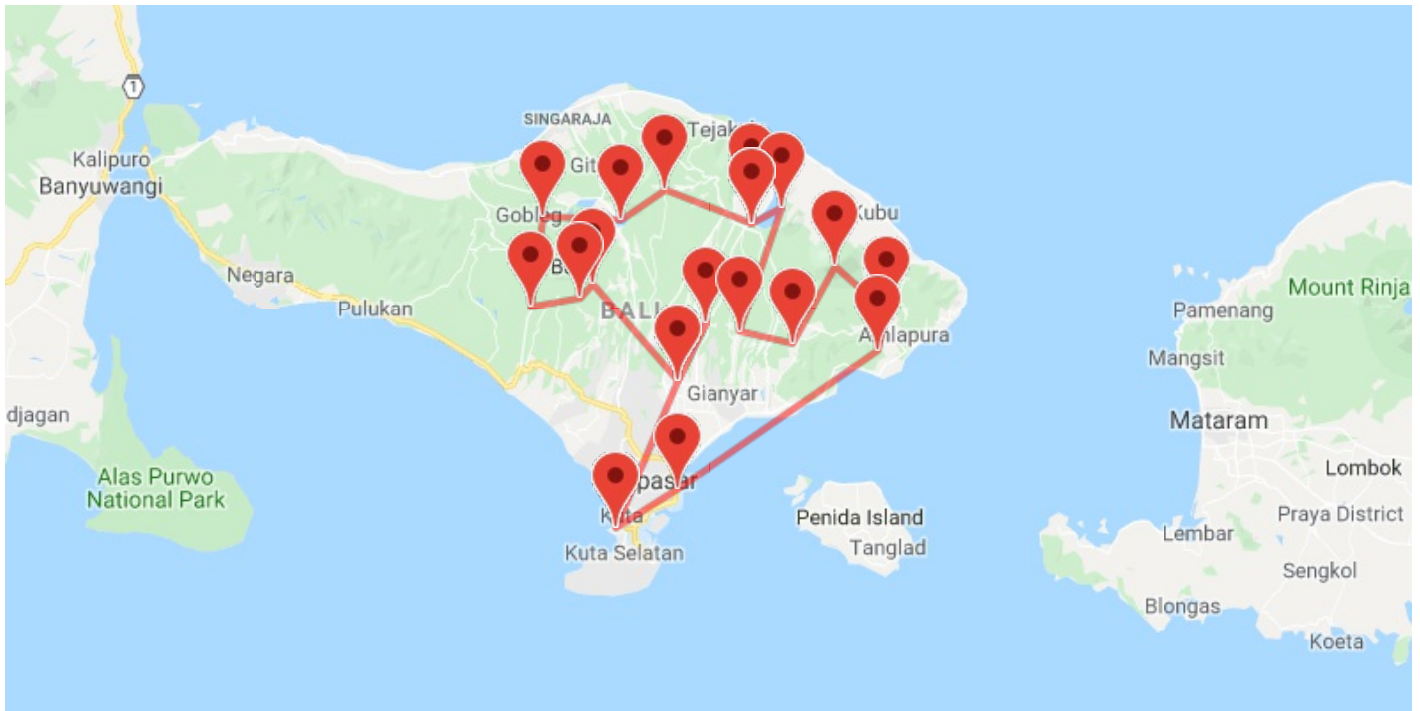 1
SINGARAJA
Tejak
Kalipuro
Git
Banyuwangi
Gobleg
Kubu
B
Negara
Mount Rinja
BALI
Pulukan
Pamenang
Amlapura
Mangsit
Gianyar
djagan
Mataram
Alas Purwo
National Park
Lombok
pasar
Kuta
Penida Island
Praya District
Lembar
Kuta Selatan
Tanglad
Sengkol
Blongas
Koeta